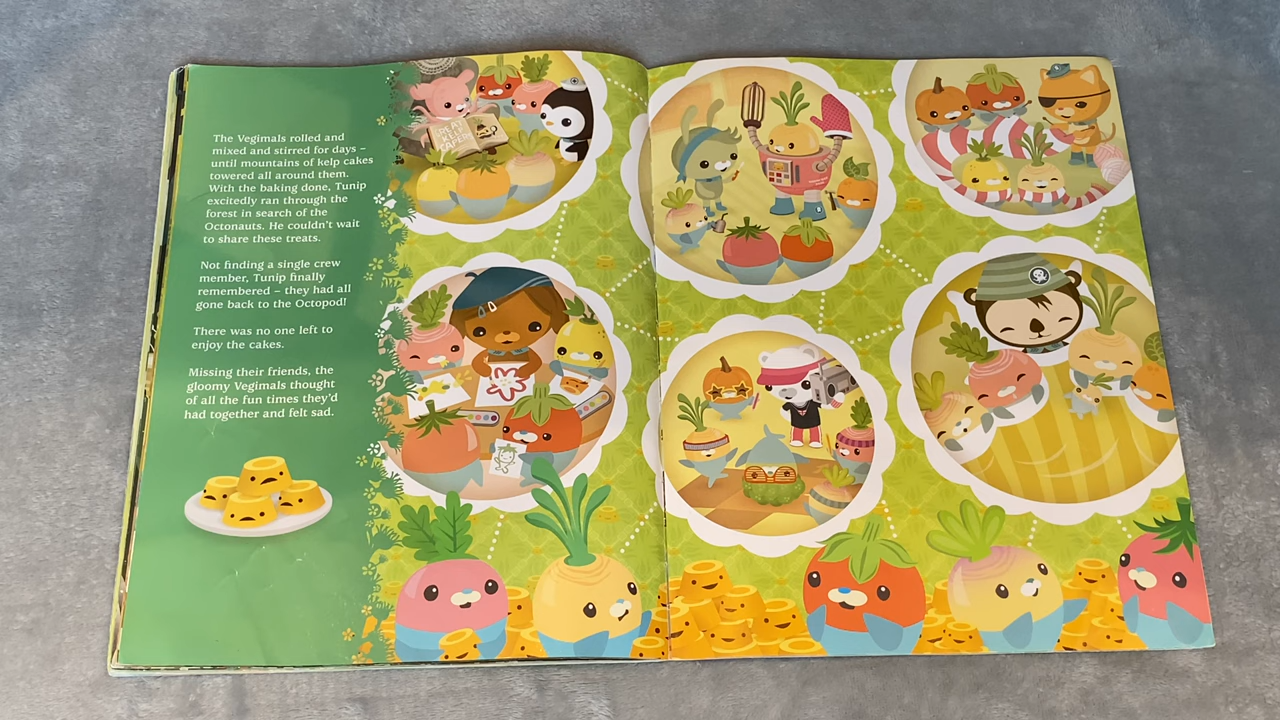 The Vegimals rolled and
mixed and stirred for days –
until mountains of kelp cakes
towered all around them.
With the baking done, Tunip
excitedly ran through the
forest in search of the
Octonauts. He couldn't wait
to share these treats.
Not finding a single crew
member, Tunip finally
remembered – they had all
gone back to the Octopod!
There was no one left to
enjoy the cakes.
Missing their friends, the
gloomy Vegimals thought
of all the fun times they'd
had together and felt sad.